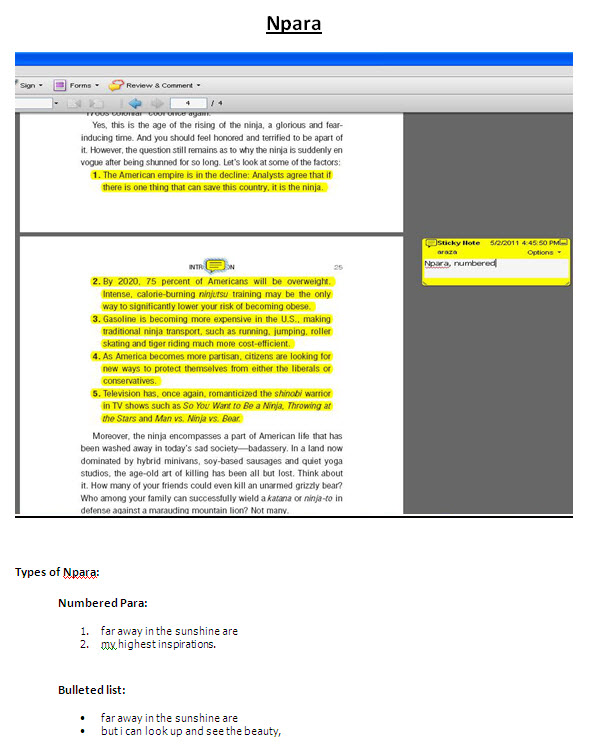 Npara
Sign
Forms
Review & Comment
4 / 4
1700s colonial "cool once again.
Yes, this is the age of the rising of the ninja, a glorious and fear-
inducing time. And you should feel honored and terrified to be apart of
it. However, the question still remains as to why the ninja is suddenly en
vogue after being shunned for so long. Let's look at some of the factors:
1. The American empire is in the decline: Analysts agree that if
there is one thing that can save this country, it is the ninja.
Sticky Note 5/2/2011 4:45:50 PM
araza Options
Npara, numbered
INTR ON 25
2. By 2020, 75 percent of Americans will be overweight.
Intense, calorie-burning ninjutsu training may be the only
way to significantly lower your risk of becoming obese.
3. Gasoline is becoming more expensive in the U.S., making
traditional ninja transport, such as running, jumping, roller
skating and tiger riding much more cost-efficient.
4. As America becomes more partisan, citizens are looking for
new ways to protect themselves from either the liberals or
conservatives.
5. Television has, once again, romanticized the shinobi warrior
in TV shows such as So You Want to Be a Ninja, Throwing at
the Stars and Man vs. Ninja vs. Bear.
Moreover, the ninja encompasses a part of American life that has
been washed away in today's sad society—badassery. In a land now
dominated by hybrid minivans, soy-based sausages and quiet yoga
studios, the age-old art of killing has been all but lost. Think about
it. How many of your friends could even kill an unarmed grizzly bear?
Who among your family can successfully wield a katana or ninja-to in
defense against a marauding mountain lion? Not many.
Types of Npara:
Numbered Para:
1. far away in the sunshine are
2. my highest inspirations.
Bulleted list:
• far away in the sunshine are
• but i can look up and see the beauty,